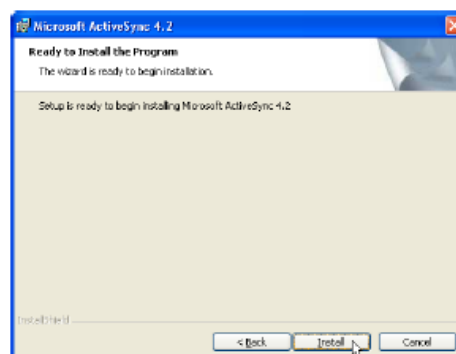 Microsoft ActiveSync 4.2
Ready to Install the Program
The wizard is ready to begin installation.
Setup is ready to begin installing Microsoft ActiveSync 4.2
InstallShield
< Back
Install
Cancel